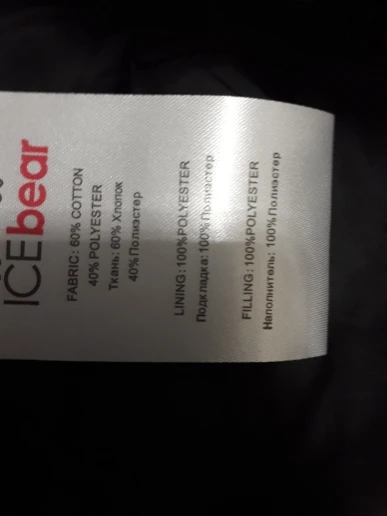 ICEbear
FABRIC: 60% COTTON
40% POLYESTER
Ткань: 60% Хлопок
40%Полиэстер
LINING:100%POLYESTER
Подкладка:100%Полиэстер
FILLING:100%POLYESTER
Наполнитель: 100%Полиэстер